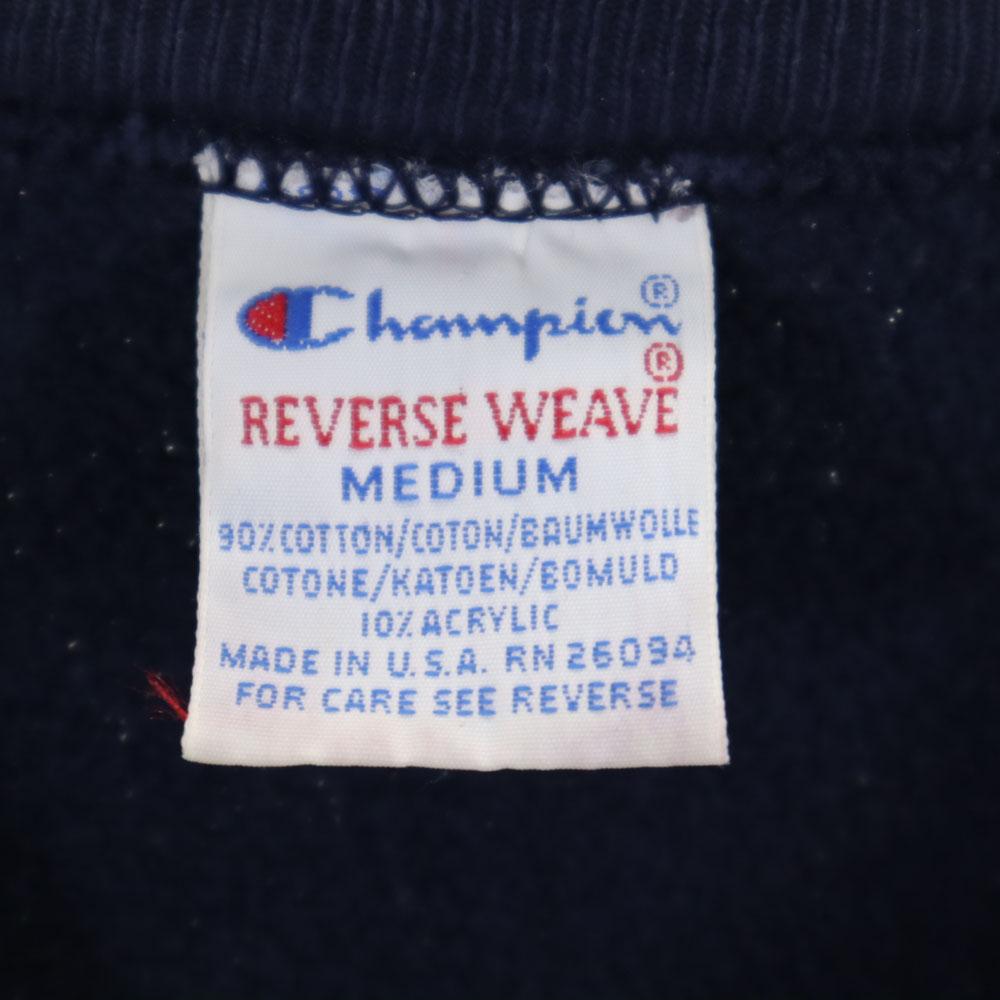 Champion®
REVERSE WEAVE®
MEDIUM
90% COTTON/COTON/BAUMWOLLE
COTONE/KATOEN/BOMULD
10% ACRYLIC
MADE IN U.S.A. RN 26094
FOR CARE SEE REVERSE